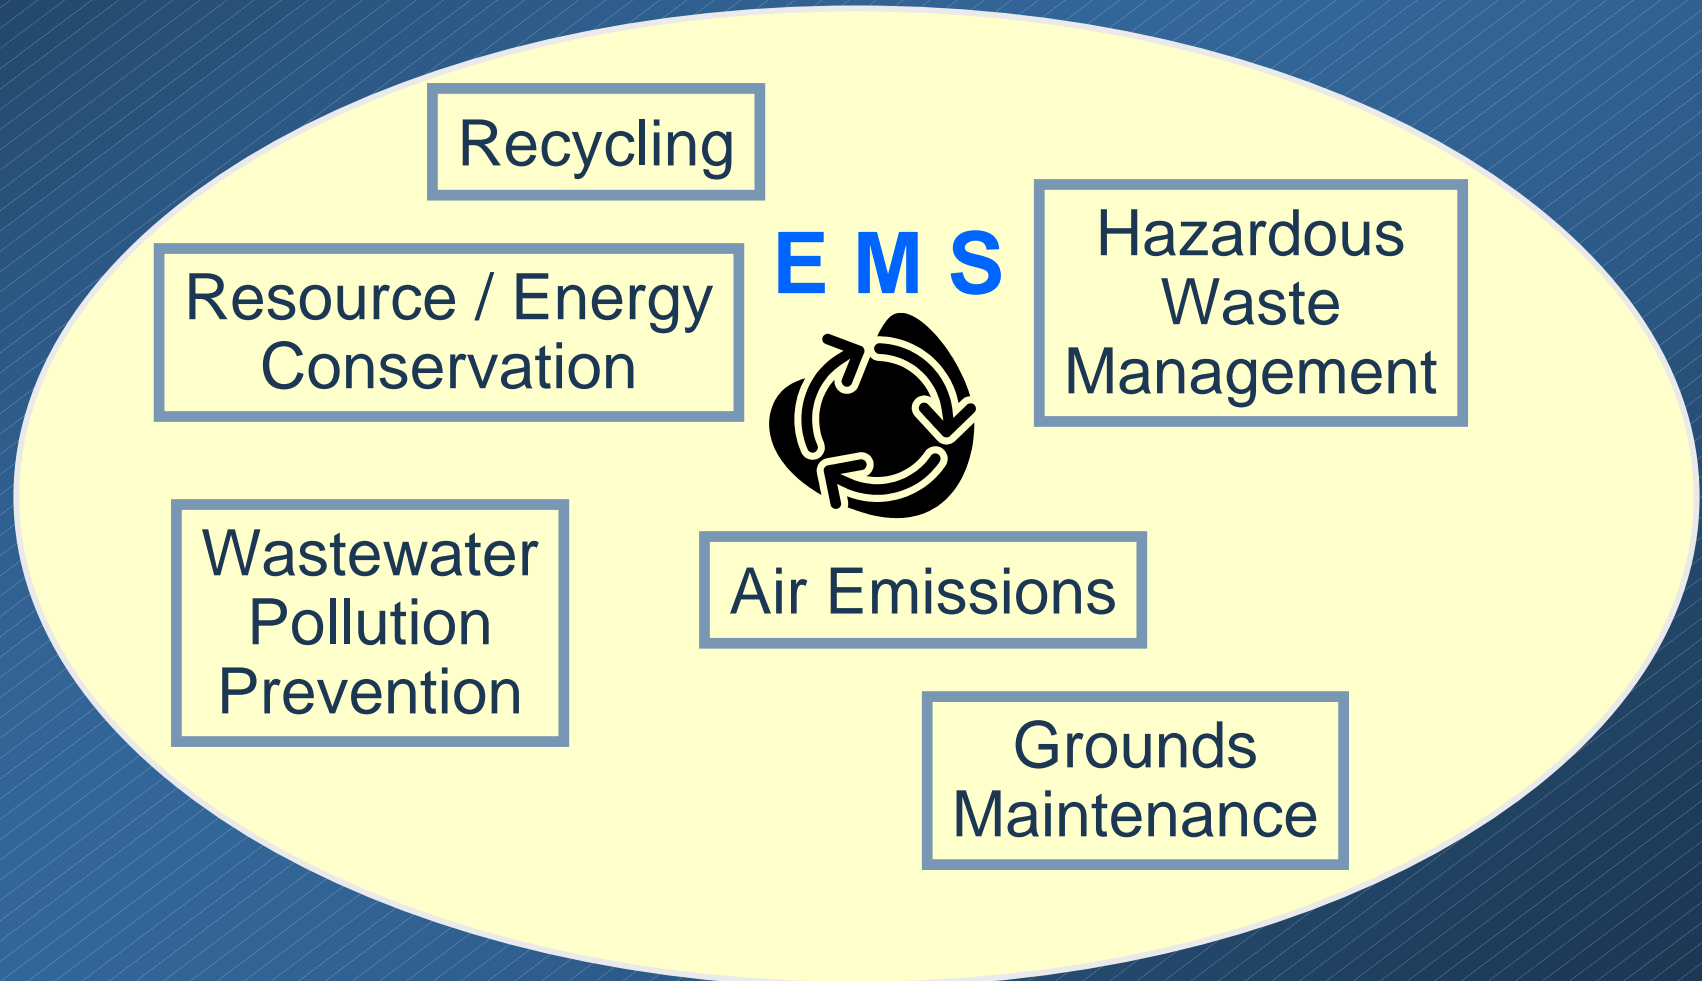 Recycling
E M S
Hazardous
Waste
Management
Resource / Energy
Conservation
Wastewater
Pollution
Prevention
Air Emissions
Grounds
Maintenance